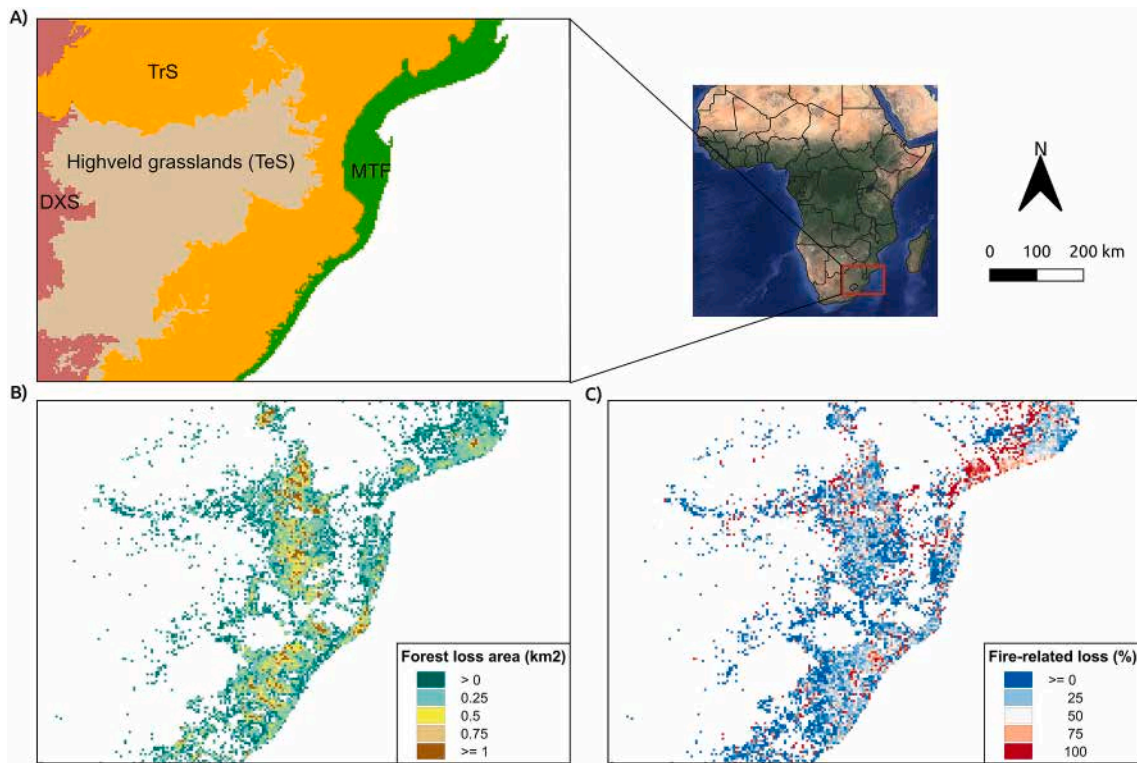 A)
TrS
Highveld grasslands (TeS)
MTF
DXS
N
0 100 200 km
B)
C)
Forest loss area (km2)
> 0
0.25
0.5
0.75
>= 1
Fire-related loss (%)
>= 0
25
50
75
100